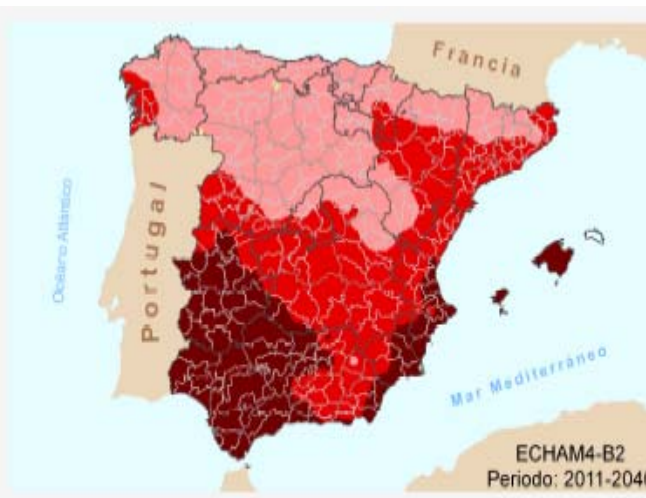 Francia
Océano Atlántico
Portugal
Mar Mediterráneo
ECHAM4-B2
Periodo: 2011-2040